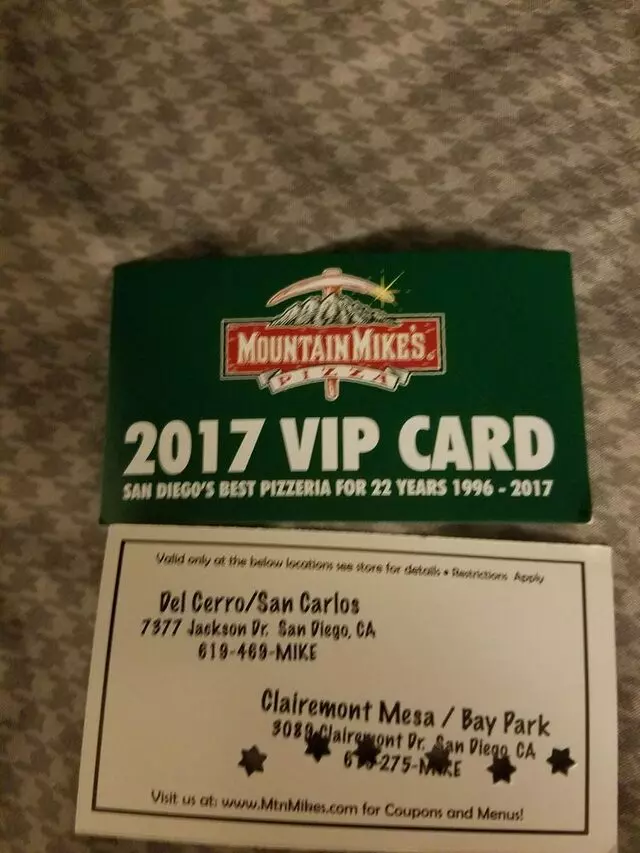 MOUNTAIN MIKE'S
PIZZA
2017 VIP CARD
SAN DIEGO'S BEST PIZZERIA FOR 22 YEARS 1996 - 2017
Valid only at the below locations see store for details • Restrictions Apply
Del Cerro/San Carlos
7377 Jackson Dr. San Diego, CA
619-469-MIKE
Clairemont Mesa / Bay Park
Clairemont Dr. San Diego, CA
275-MIKE
Visit us at: www.MtnMikes.com for Coupons and Menus!